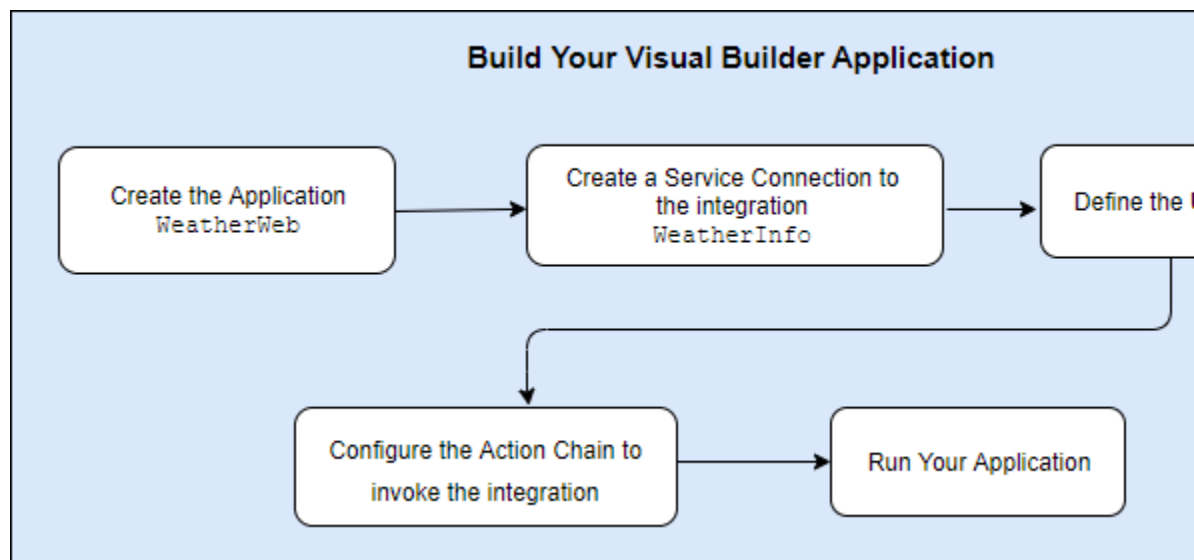 Build Your Visual Builder Application
Create the Application
WeatherWeb
Create a Service Connection to
the integration
WeatherInfo
Define the
Configure the Action Chain to
invoke the integration
Run Your Application